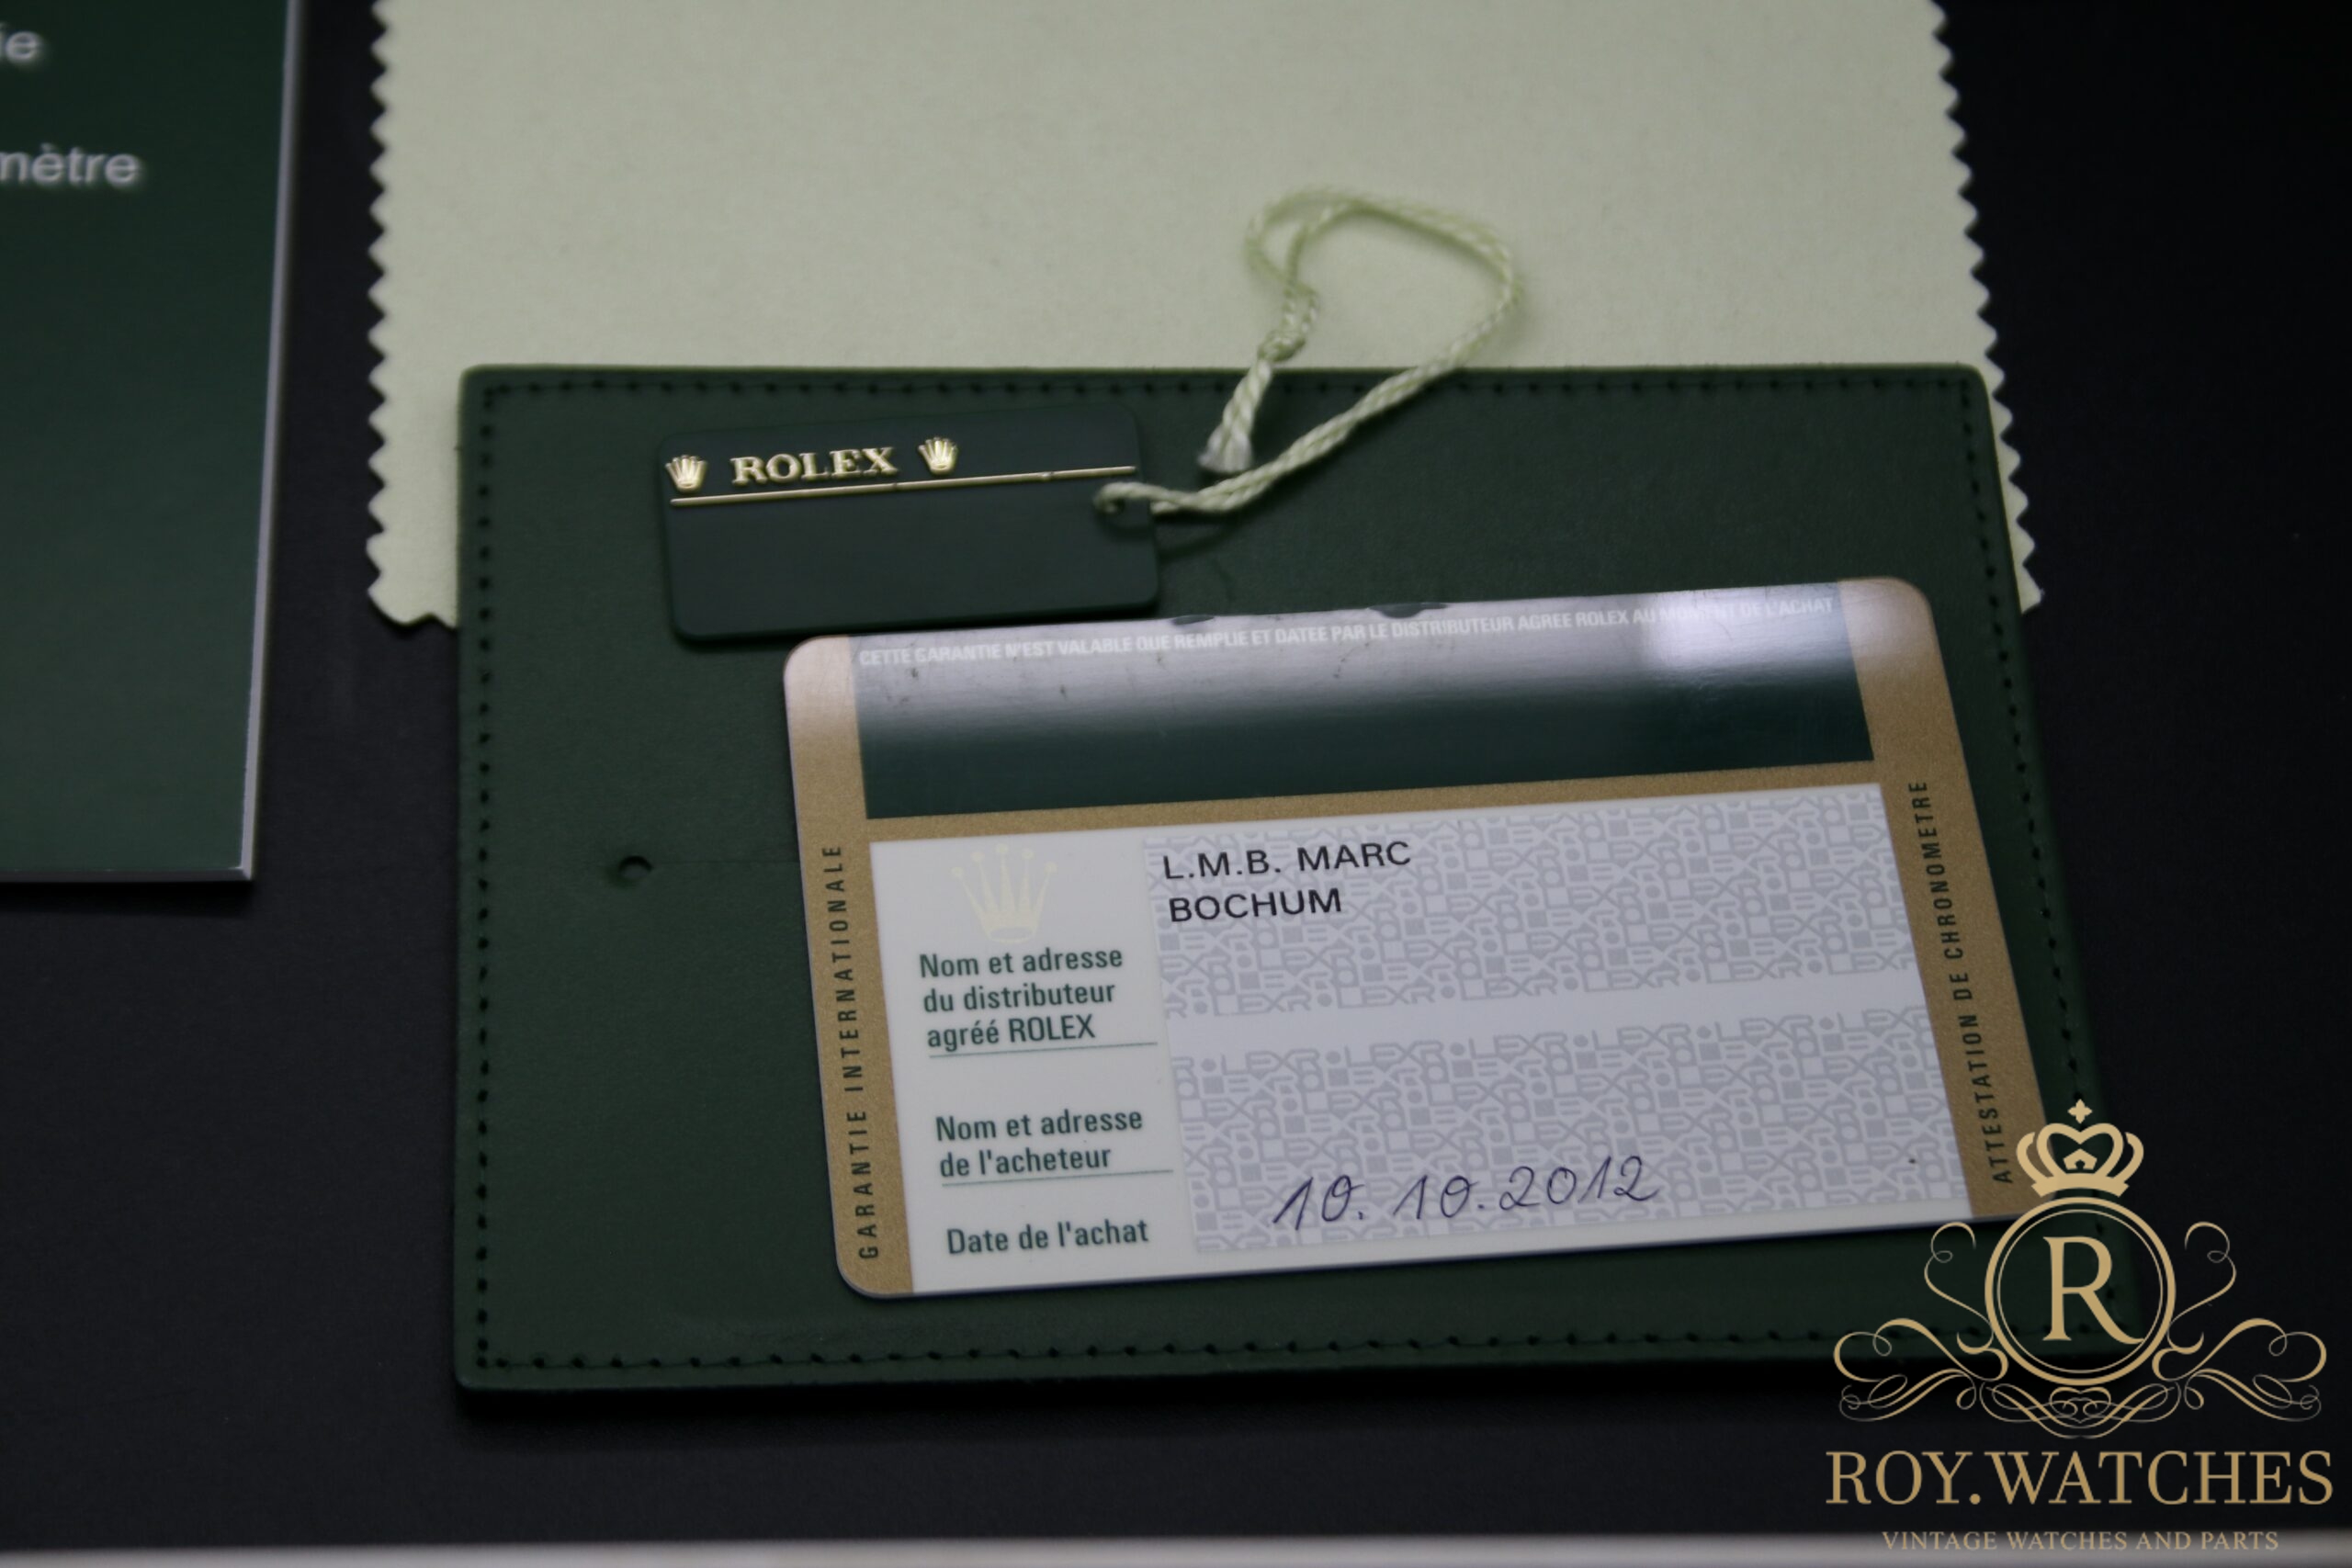 mètre
ROLEX
CETTE GARANTIE N'EST VALABLE QUE REMPLIE ET DATEE PAR LE DISTRIBUTEUR AGREE ROLEX AU MOMENT DE L'ACHAT
GARANTIE INTERNATIONALE
L.M.B. MARC
BOCHUM
Nom et adresse
du distributeur
agréé ROLEX
Nom et adresse
de l'acheteur
Date de l'achat
10.10.2012
ATTESTATION DE CHRONOMETRE
R
ROY.WATCHES
VINTAGE WATCHES AND PARTS